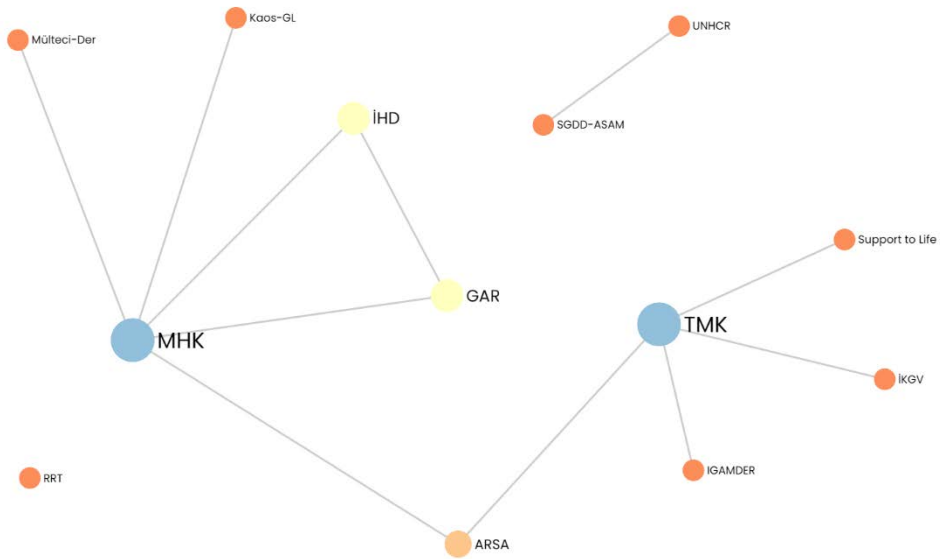 Kaos-GL
UNHCR
Mülteci-Der
İHD
SGDD-ASAM
Support to Life
GAR
TMK
MHK
İKGV
IGAMDER
RRT
ARSA